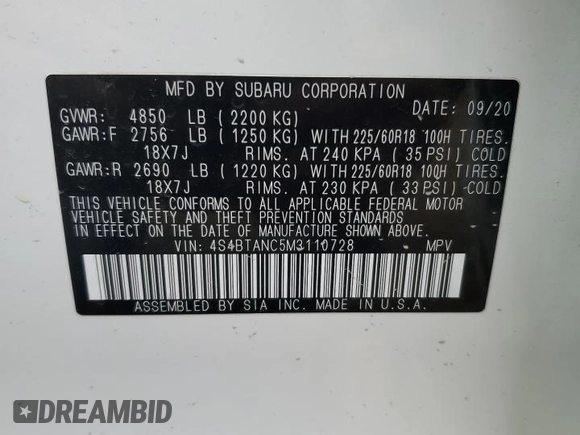 MFD BY SUBARU CORPORATION
DATE: 09/20
GVWR: 4850 LB (2200 KG)
GAWR:F 2756 LB (1250 KG) WITH 225/60R18 100H TIRES.
18X7J RIMS. AT 240 KPA (35 PSI) COLD
GAWR:R 2690 LB (1220 KG) WITH 225/60R18 100H TIRES.
18X7J RIMS. AT 230 KPA (33 PSI) COLD
THIS VEHICLE CONFORMS TO ALL APPLICABLE FEDERAL MOTOR
VEHICLE SAFETY AND THEFT PREVENTION STANDARDS
IN EFFECT ON THE DATE OF MANUFACTURE SHOWN ABOVE.
VIN: 4S4BTANC5M3110728 MPV
ASSEMBLED BY SIA INC. MADE IN U.S.A.
DREAMBID